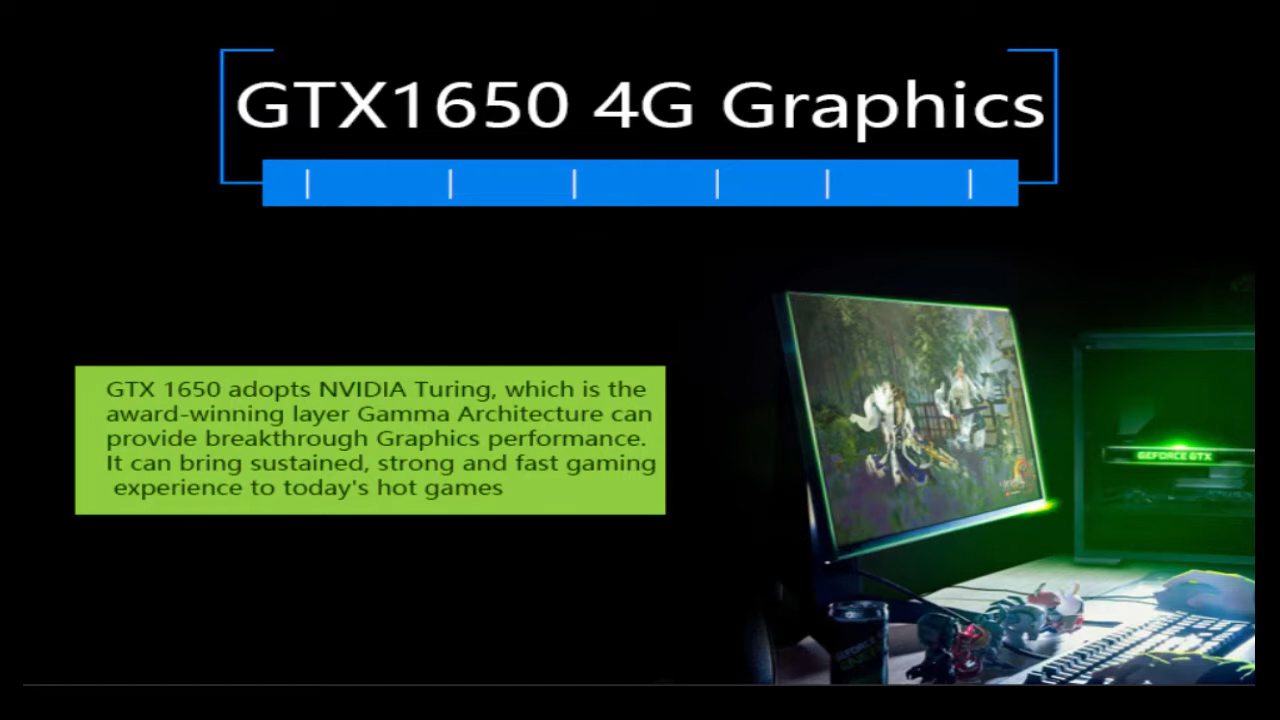 GTX1650 4G Graphics
GTX 1650 adopts NVIDIA Turing, which is the
award-winning layer Gamma Architecture can
provide breakthrough Graphics performance.
It can bring sustained, strong and fast gaming
experience to today's hot games
GEFORCE GTX